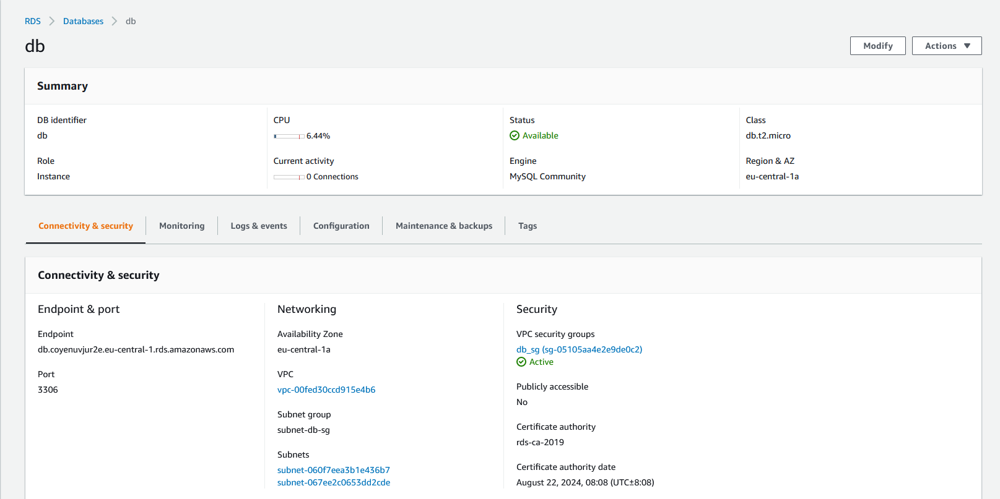 RDS > Databases > db
db
Modify
Actions ▼
Summary
DB identifier
db
CPU
6.44%
Status
Available
Class
db.t2.micro
Role
Instance
Current activity
0 Connections
Engine
MySQL Community
Region & AZ
eu-central-1a
Connectivity & security
Monitoring
Logs & events
Configuration
Maintenance & backups
Tags
Connectivity & security
Endpoint & port
Endpoint
db.coyenuvjur2e.eu-central-1.rds.amazonaws.com
Port
3306
Networking
Availability Zone
eu-central-1a
VPC
vpc-00fed30ccd915e4b6
Subnet group
subnet-db-sg
Subnets
subnet-060f7eea3b1e436b7
subnet-067ee2c0653dd2cde
Security
VPC security groups
db_sg (sg-05105aa4e2e9de0c2)
Active
Publicly accessible
No
Certificate authority
rds-ca-2019
Certificate authority date
August 22, 2024, 08:08 (UTC±8:08)